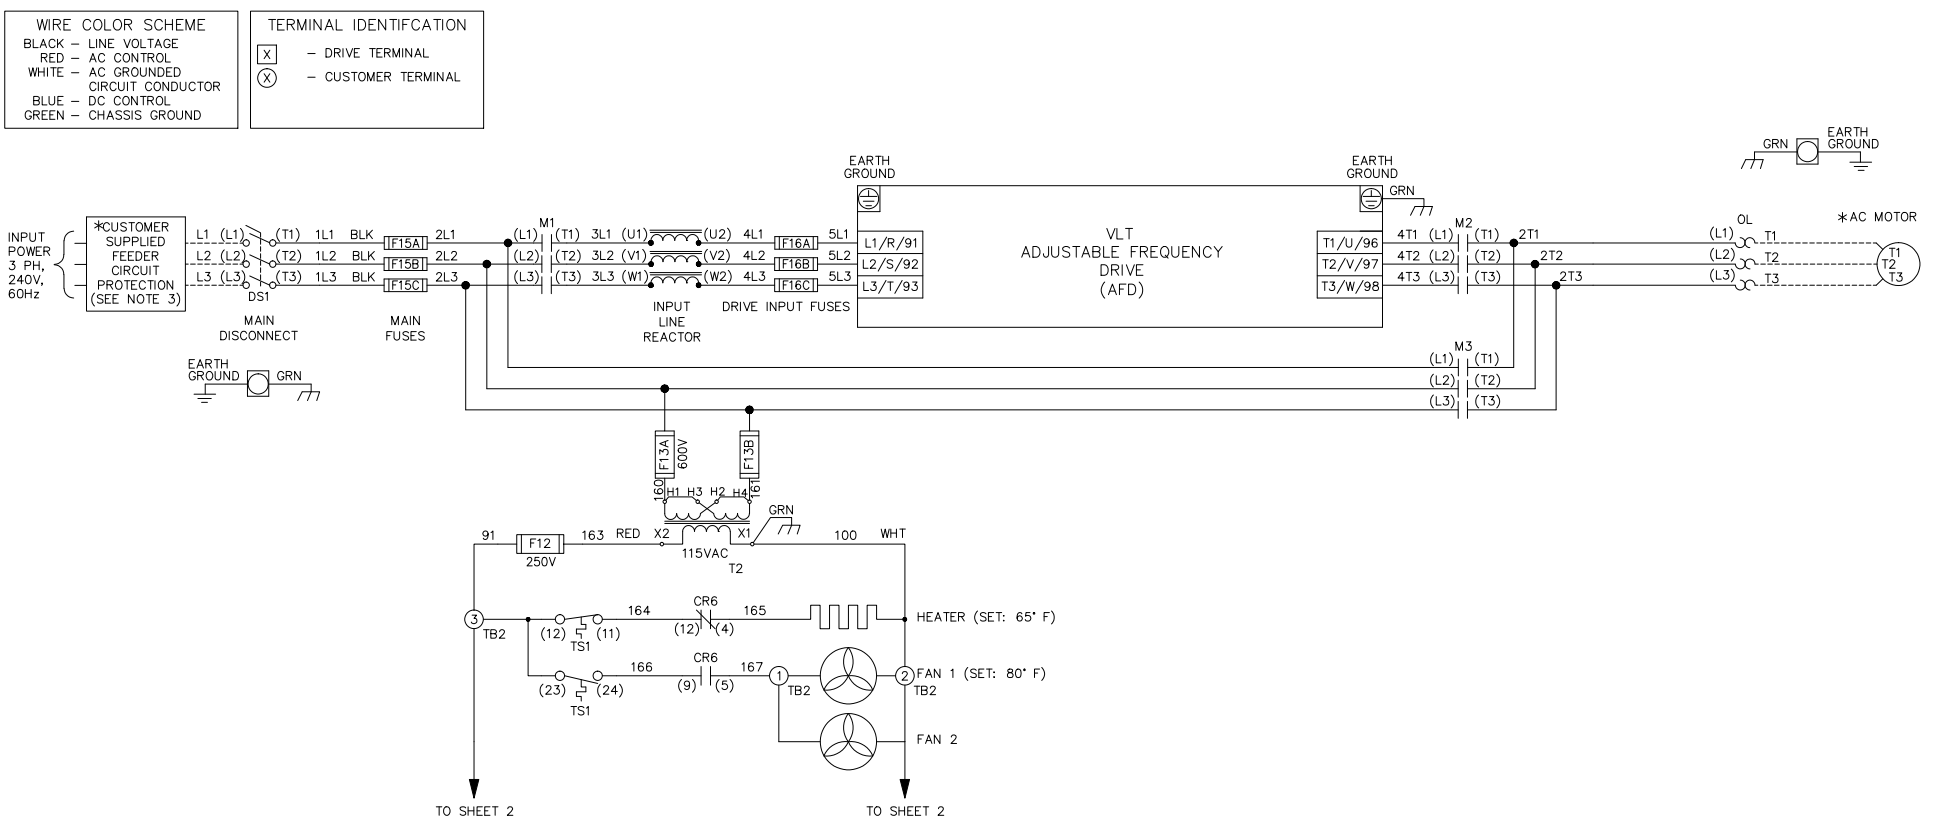 WIRE COLOR SCHEME
BLACK – LINE VOLTAGE
RED – AC CONTROL
WHITE – AC GROUNDED
CIRCUIT CONDUCTOR
BLUE – DC CONTROL
GREEN – CHASSIS GROUND
TERMINAL IDENTIFCATION
X – DRIVE TERMINAL
X – CUSTOMER TERMINAL
INPUT
POWER
3 PH,
240V,
60Hz
*CUSTOMER
SUPPLIED
FEEDER
CIRCUIT
PROTECTION
(SEE NOTE 3)
L1 (L1) (T1) 1L1 BLK F15A 2L1
L2 (L2) (T2) 1L2 BLK F15B 2L2
L3 (L3) (T3) 1L3 BLK F15C 2L3
DS1
MAIN
DISCONNECT
MAIN
FUSES
EARTH
GROUND
GRN
M1
(L1) (T1) 3L1 (U1) (U2) 4L1 F16A 5L1
(L2) (T2) 3L2 (V1) (V2) 4L2 F16B 5L2
(L3) (T3) 3L3 (W1) (W2) 4L3 F16C 5L3
INPUT
LINE
REACTOR
DRIVE INPUT FUSES
EARTH
GROUND
L1/R/91
L2/S/92
L3/T/93
VLT
ADJUSTABLE FREQUENCY
DRIVE
(AFD)
EARTH
GROUND
GRN
T1/U/96
T2/V/97
T3/W/98
M2
4T1 (L1) (T1) 2T1
4T2 (L2) (T2) 2T2
4T3 (L3) (T3) 2T3
M3
(L1) (T1)
(L2) (T2)
(L3) (T3)
GRN
EARTH
GROUND
OL
(L1) T1
(L2) T2
(L3) T3
*AC MOTOR
T1
T2
T3
F13A
600V
F13B
160
161
H1 H3 H2 H4
GRN
91 F12 163 RED X2 X1 100 WHT
250V
115VAC
T2
3
TB2
(12) (11)
TS1
164
CR6
(12) (4)
165
HEATER (SET: 65° F)
(23) (24)
TS1
166
CR6
(9) (5)
167
1
TB2
2
TB2
FAN 1 (SET: 80° F)
FAN 2
TO SHEET 2
TO SHEET 2